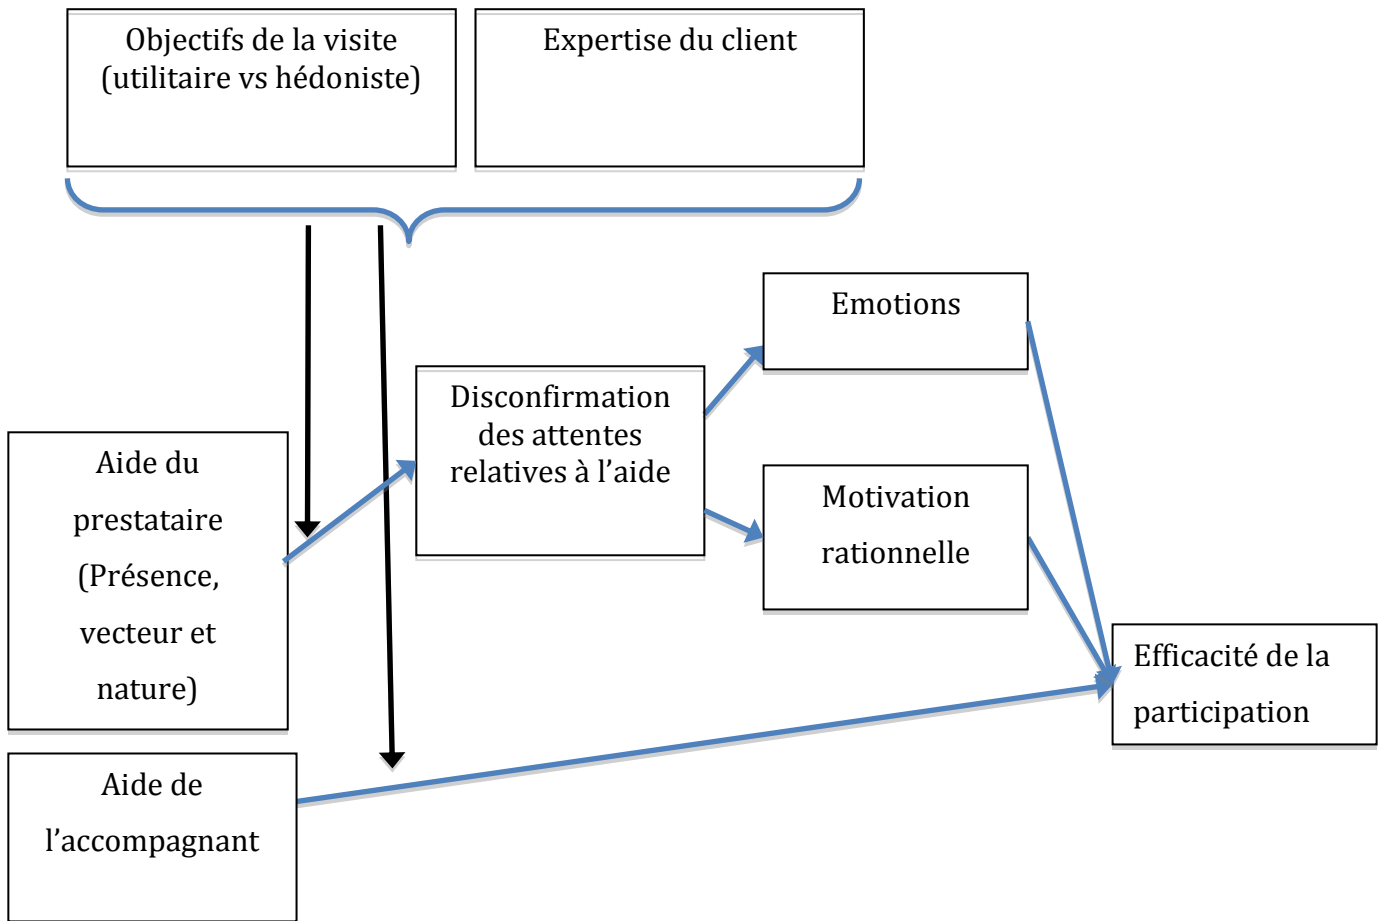 Objectifs de la visite
(utilitaire vs hédoniste)
Expertise du client
Emotions
Disconfirmation
des attentes
relatives à l’aide
Aide du
prestataire
(Présence,
vecteur et
nature)
Motivation
rationnelle
Efficacité de la
participation
Aide de
l’accompagnant